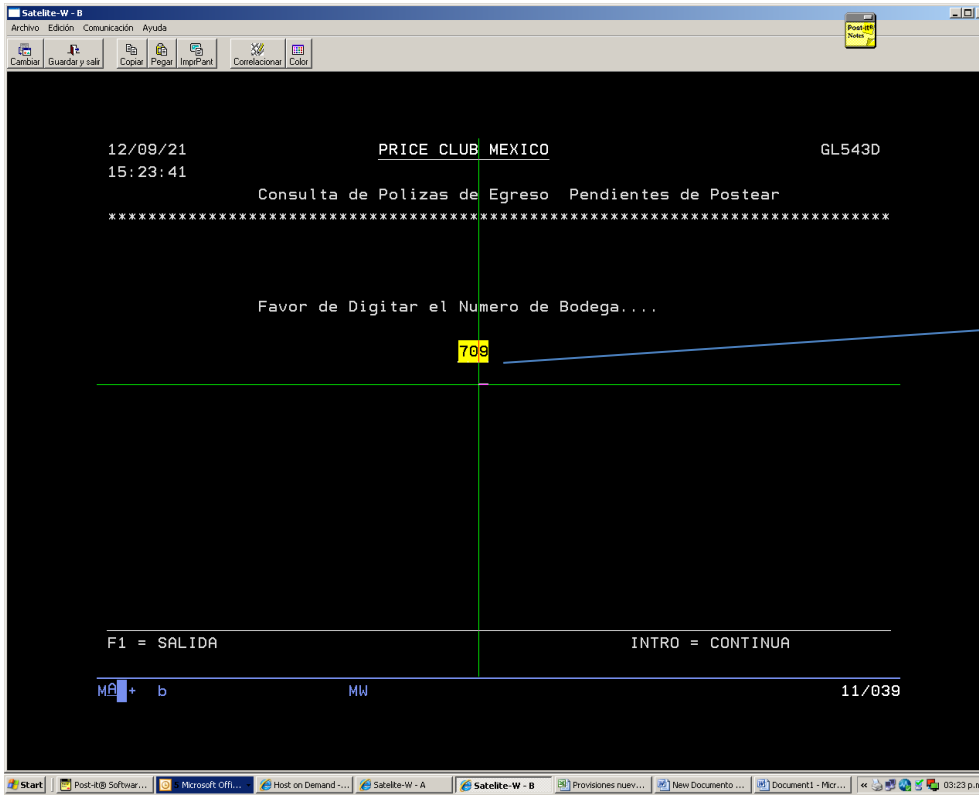 Satelite-W - B
Archivo Edición Comunicación Ayuda
Post-it®
Notes
Cambiar Guardar y salir Copiar Pegar ImprPant Correlacionar Color
12/09/21 PRICE CLUB MEXICO GL543D
15:23:41
Consulta de Polizas de Egreso Pendientes de Postear
******************************************************************************
Favor de Digitar el Numero de Bodega....
709
F1 = SALIDA INTRO = CONTINUA
MA + b MW 11/039
Start Post-it® Softwar... Microsoft Offi... Host on Demand -... Satelite-W - A Satelite-W - B Provisiones nuev... New Documento ... Document1 - Micr... « 03:23 p.m